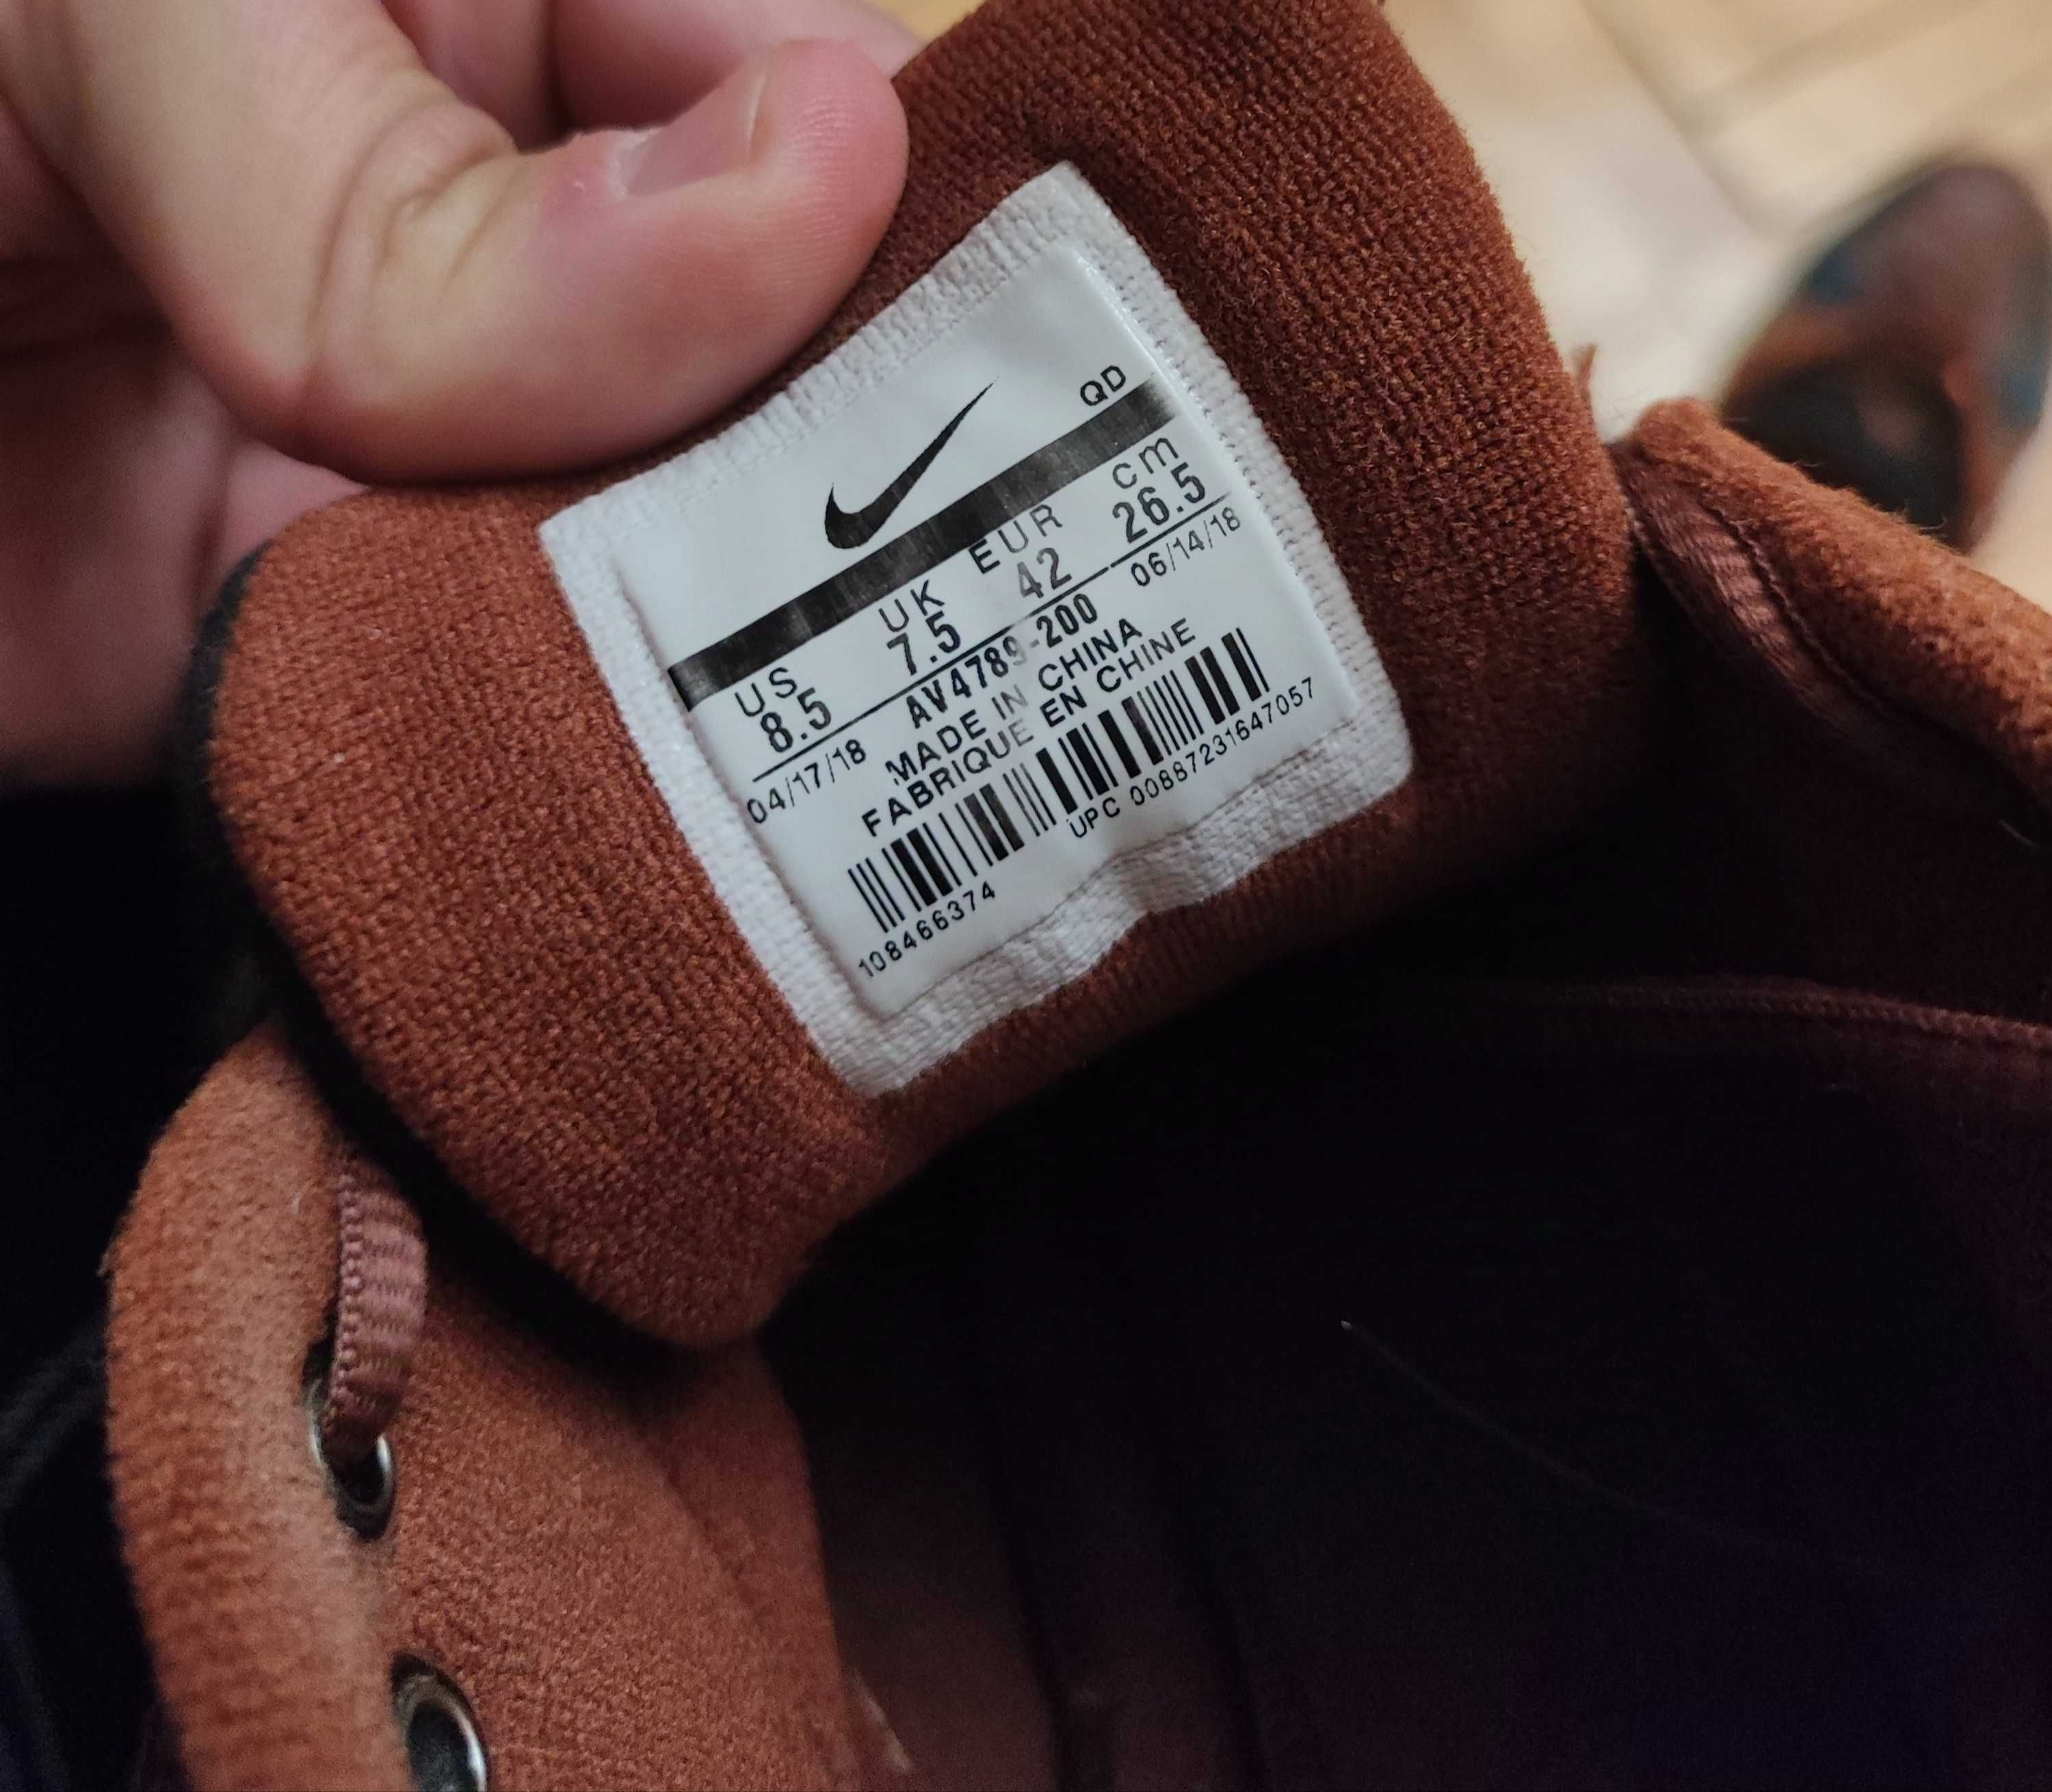 QD
US UK EUR cm
8.5 7.5 42 26.5
04/17/18 AV4789-200 06/14/18
MADE IN CHINA
FABRIQUE EN CHINE
108466374 UPC 00887231647057